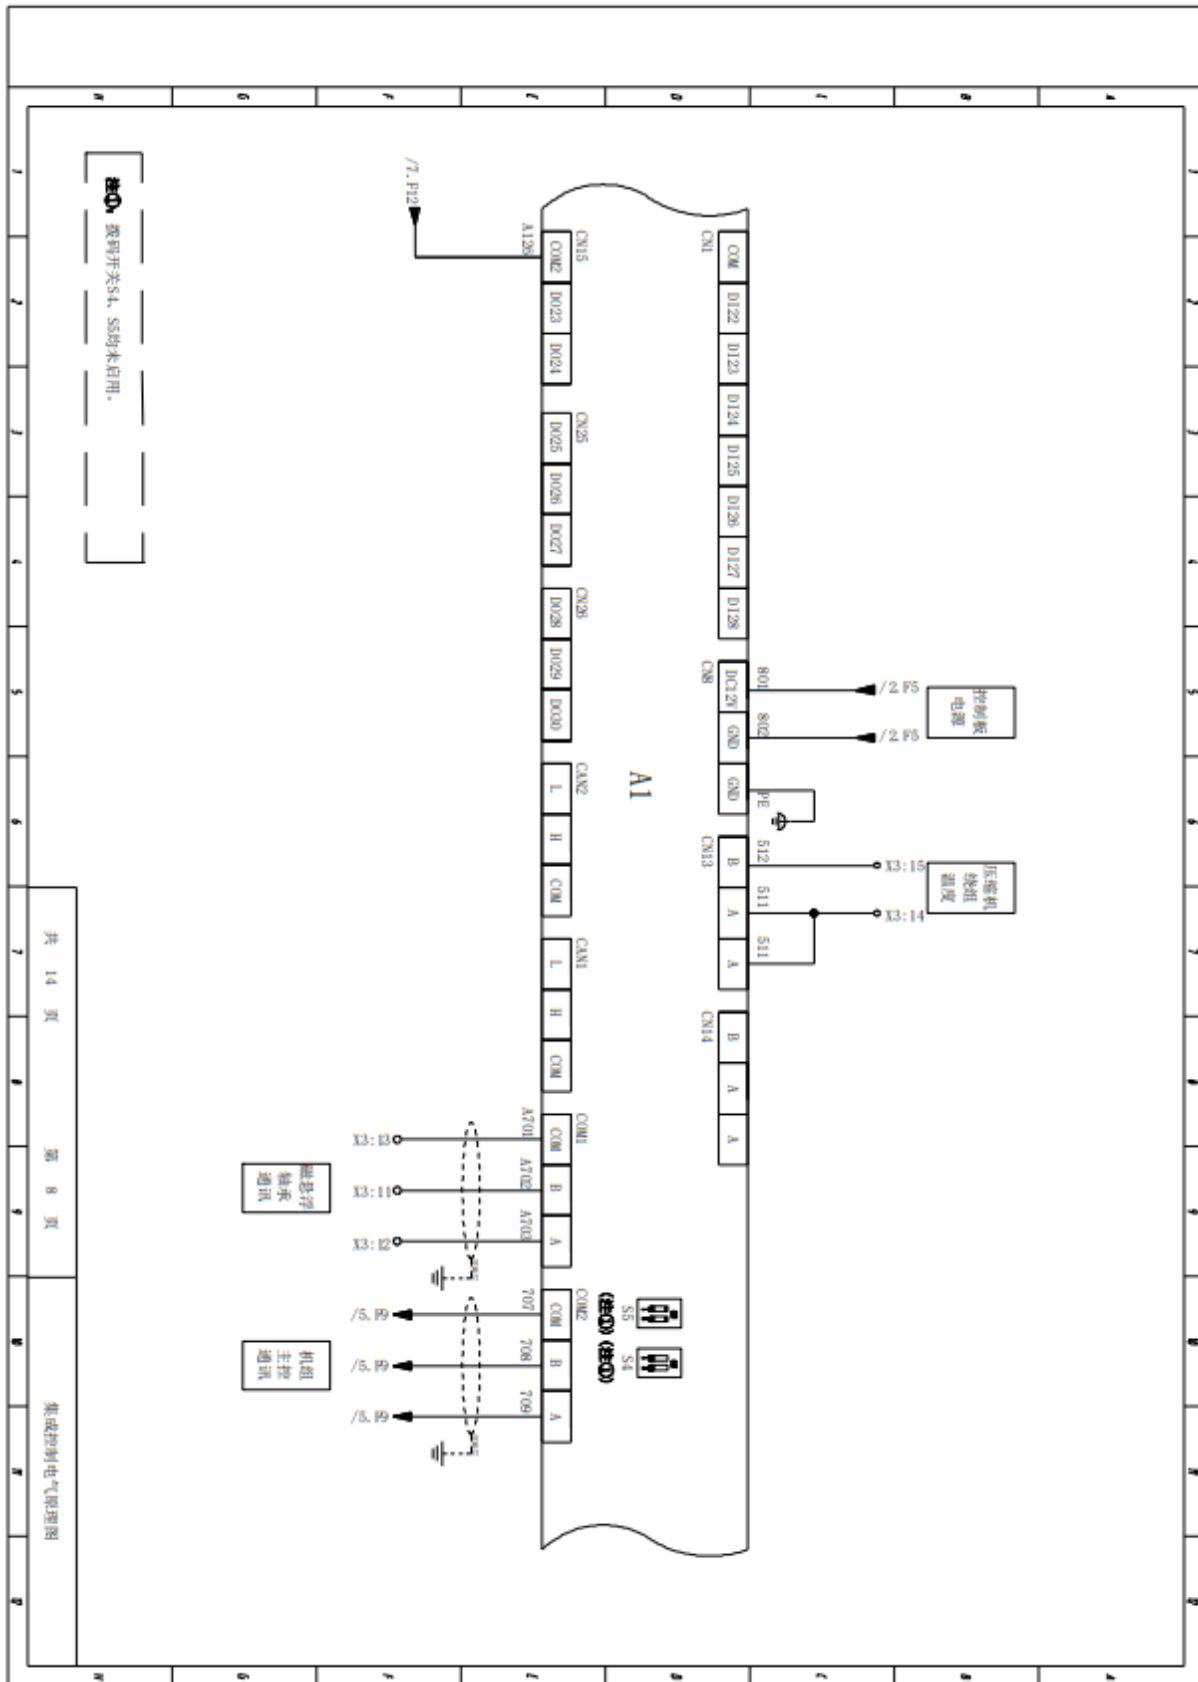 控制板
电源
压缩机
绕组
温度
/2.F5
/2.F5
X3:15
X3:14
801
802
PE
512
511
511
COM
DI22
DI23
DI24
DI25
DI26
DI27
DI28
DC12V
GND
GND
B
A
A
B
A
A
CN1
CN8
CN13
CN14
A1
S5
S4
(注①)
(注①)
CN15
CN25
CN26
CAN2
CAN1
COM1
COM2
COM2
DO23
DO24
DO25
DO26
DO27
DO28
DO29
DO30
L
H
COM
L
H
COM
COM
B
A
COM
B
A
A126
A701
A702
A703
707
708
709
/7.F12
X3:13
X3:11
X3:12
/5.F9
/5.F9
/5.F9
磁悬浮
轴承
通讯
机组
主控
通讯
注①、拨码开关S4、S5均未启用。
共 14 页
第 8 页
集成控制电气原理图